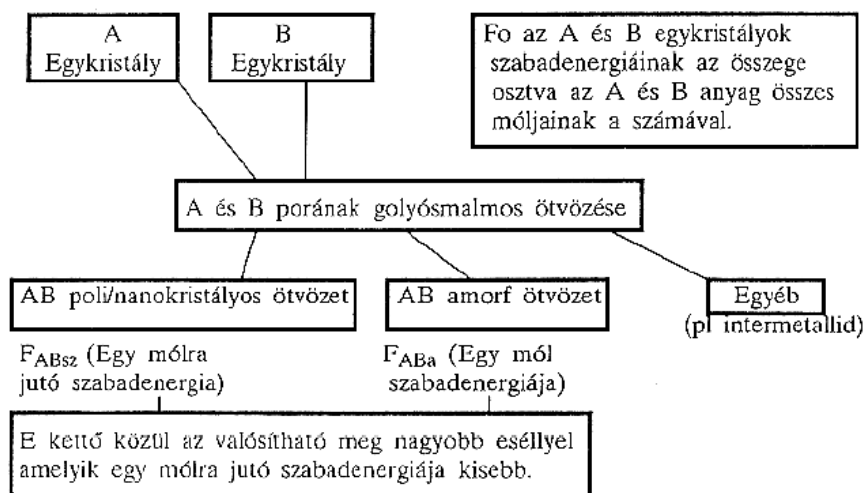 A
Egykristály
B
Egykristály
Fo az A és B egykristályok
szabadenergiáinak az összege
osztva az A és B anyag összes
móljainak a számával.
A és B porának golyósmalmos ötvözése
AB poli/nanokristályos ötvözet
AB amorf ötvözet
Egyéb
(pl intermetallid)
F_ABsz (Egy mólra
jutó szabadenergia)
F_ABa (Egy mól
szabadenergiája)
E kettő közül az valósítható meg nagyobb eséllyel
amelyik egy mólra jutó szabadenergiája kisebb.